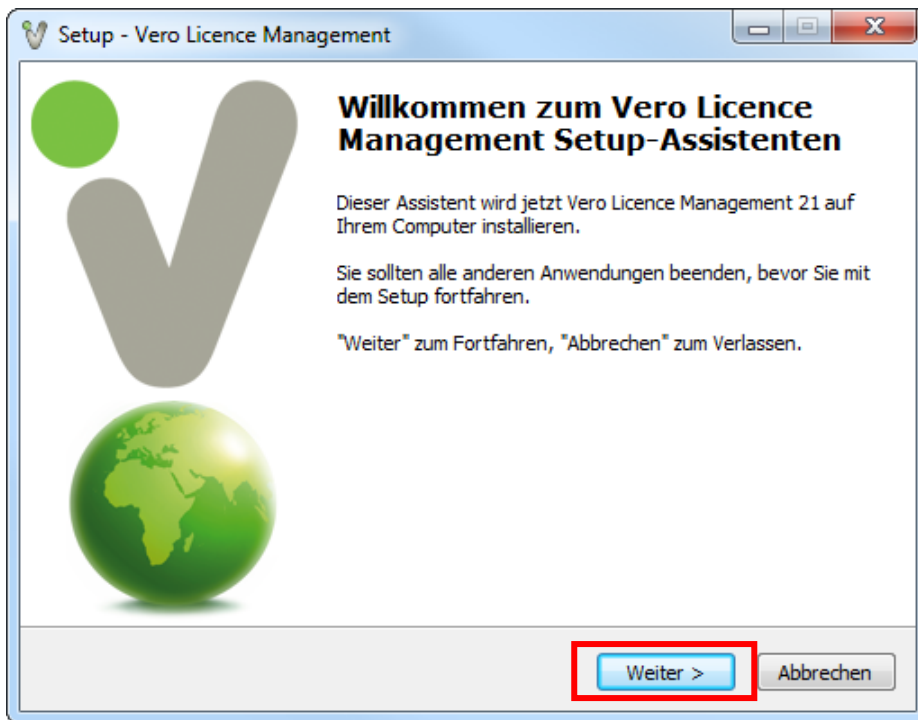 Setup - Vero Licence Management
Willkommen zum Vero Licence
Management Setup-Assistenten
Dieser Assistent wird jetzt Vero Licence Management 21 auf
Ihrem Computer installieren.
Sie sollten alle anderen Anwendungen beenden, bevor Sie mit
dem Setup fortfahren.
"Weiter" zum Fortfahren, "Abbrechen" zum Verlassen.
Weiter >
Abbrechen